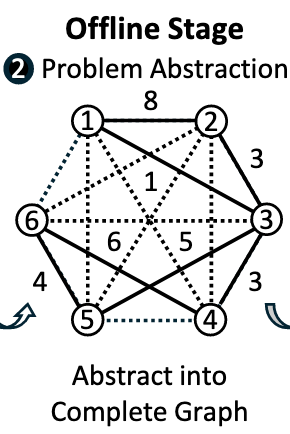 Offline Stage
2 Problem Abstraction
8
1 2
3
1
6 3
6 5
4 3
5 4
Abstract into
Complete Graph